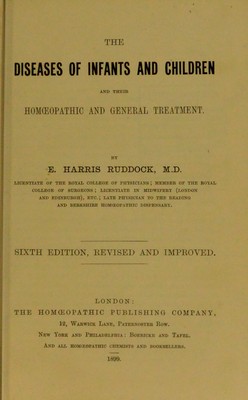 THE
DISEASES OF INFANTS AND CHILDREN
AND THEIR
HOMŒOPATHIC AND GENERAL TREATMENT.
BY
E. HARRIS RUDDOCK, M.D.
LICENTIATE OF THE ROYAL COLLEGE OF PHYSICIANS; MEMBER OF THE ROYAL
COLLEGE OF SURGEONS; LICENTIATE IN MIDWIFERY (LONDON
AND EDINBURGH), ETC.; LATE PHYSICIAN TO THE READING
AND BERKSHIRE HOMŒOPATHIC DISPENSARY.
SIXTH EDITION, REVISED AND IMPROVED.
LONDON:
THE HOMŒOPATHIC PUBLISHING COMPANY,
12, WARWICK LANE, PATERNOSTER ROW.
NEW YORK AND PHILADELPHIA: BOERICKE AND TAFEL.
AND ALL HOMŒOPATHIC CHEMISTS AND BOOKSELLERS.
1899.